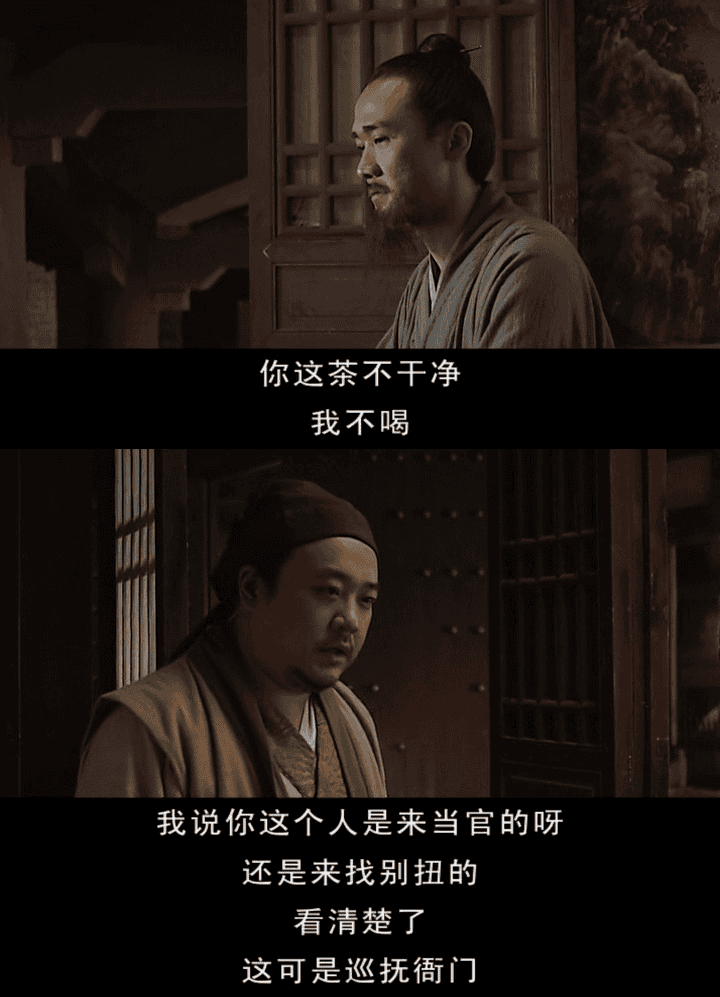 你这茶不干净
我不喝
我说你这个人是来当官的呀
还是来找别扭的
看清楚了
这可是巡抚衙门